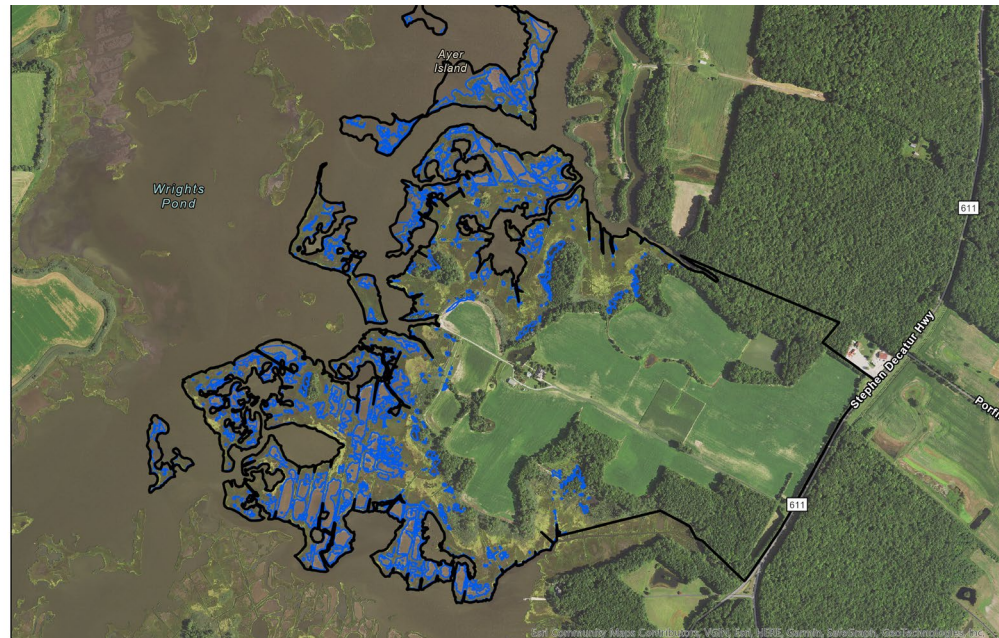 Ayer
Island
Wrights
Pond
611
Stephen Decatur Hwy
611
Esri Community Maps Contributors, VGIN, Esri, HERE, Garmin, SafeGraph, GeoTechnologies, Inc,